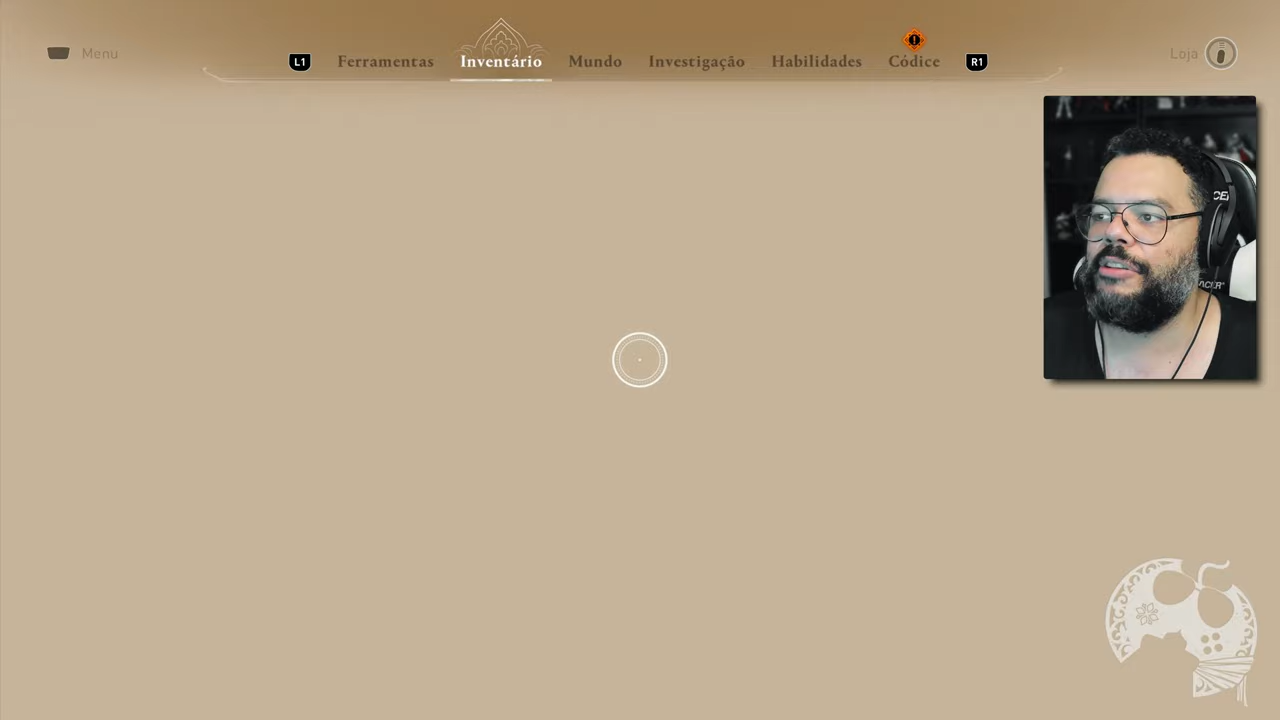 Menu
L1 Ferramentas Inventário Mundo Investigação Habilidades Códice R1
Loja